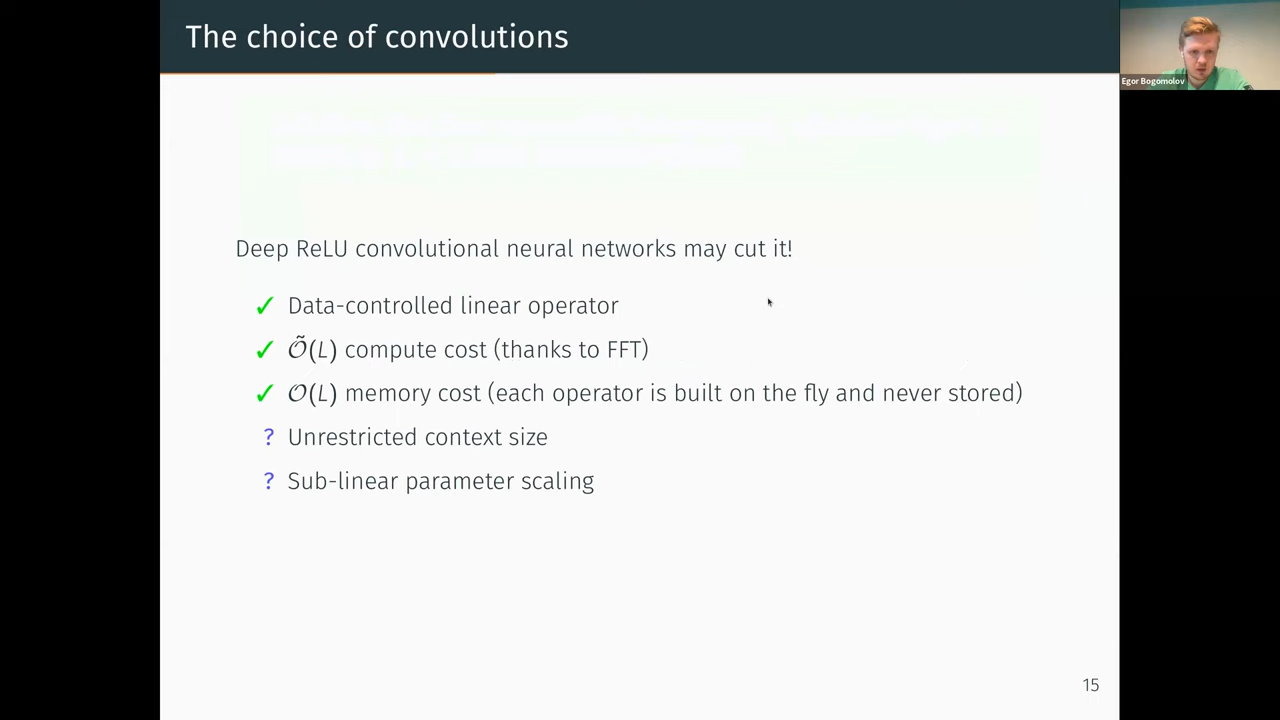 The choice of convolutions
Egor Bogomolov
Deep ReLU convolutional neural networks may cut it!
✓ Data-controlled linear operator
✓ Õ(L) compute cost (thanks to FFT)
✓ O(L) memory cost (each operator is built on the fly and never stored)
? Unrestricted context size
? Sub-linear parameter scaling
15